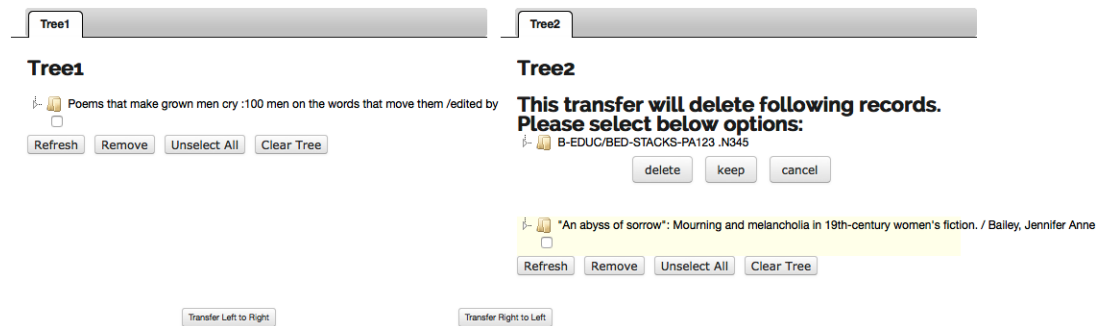 Tree1
Tree1
Poems that make grown men cry :100 men on the words that move them /edited by
Refresh Remove Unselect All Clear Tree
Tree2
Tree2
This transfer will delete following records.
Please select below options:
B-EDUC/BED-STACKS-PA123 .N345
delete keep cancel
"An abyss of sorrow": Mourning and melancholia in 19th-century women's fiction. / Bailey, Jennifer Anne
Refresh Remove Unselect All Clear Tree
Transfer Left to Right Transfer Right to Left